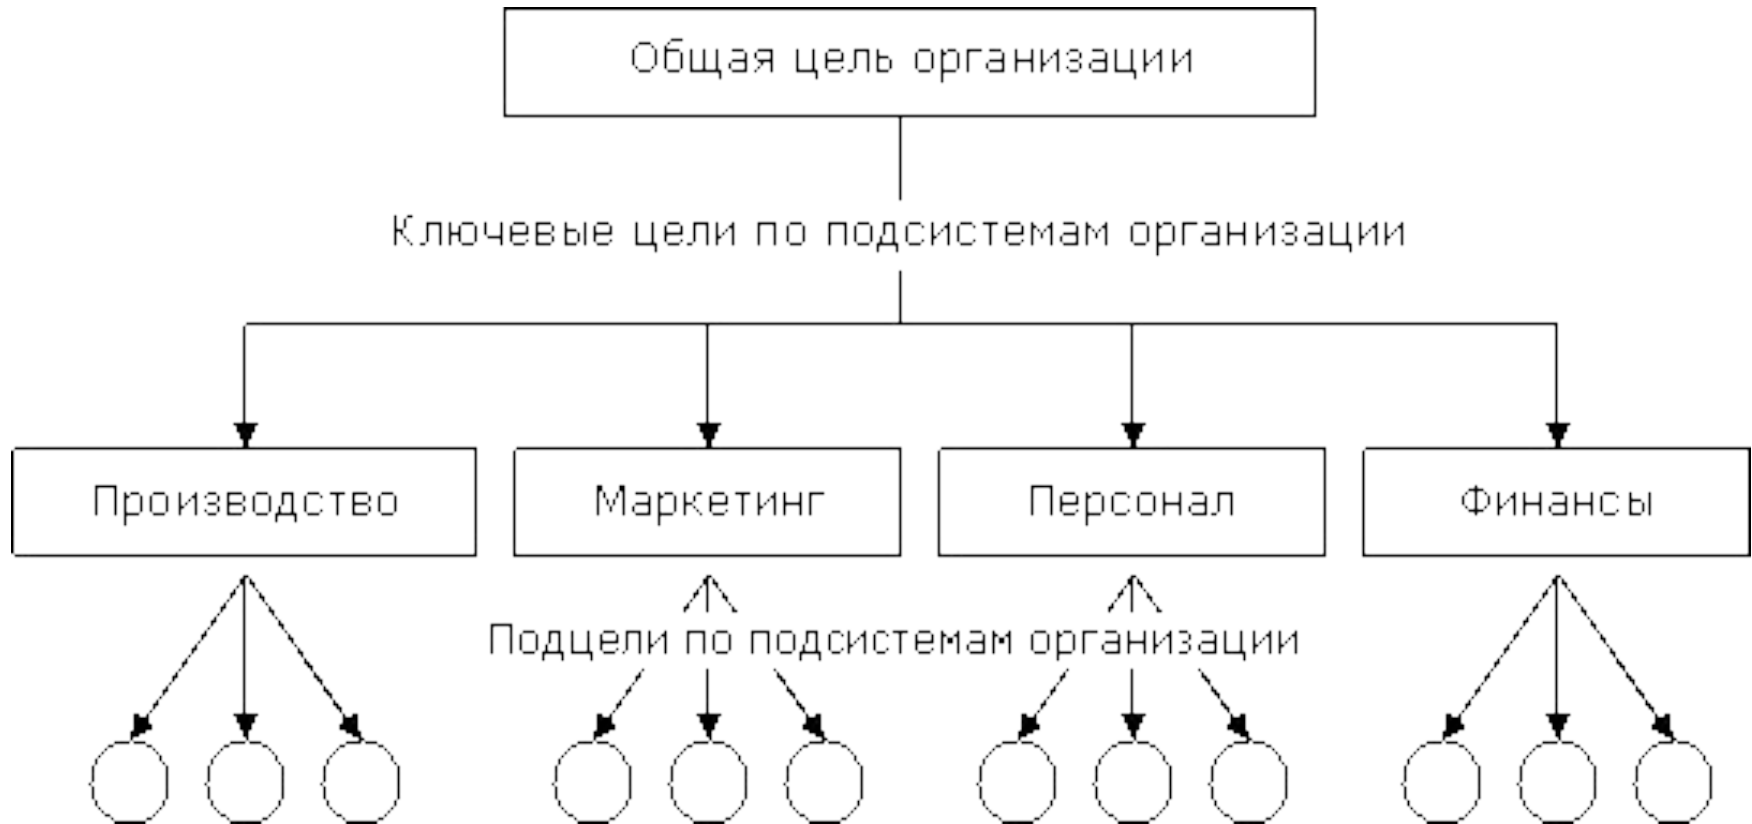 Общая цель организации
Ключевые цели по подсистемам организации
Производство
Маркетинг
Персонал
Финансы
Подцели по подсистемам организации